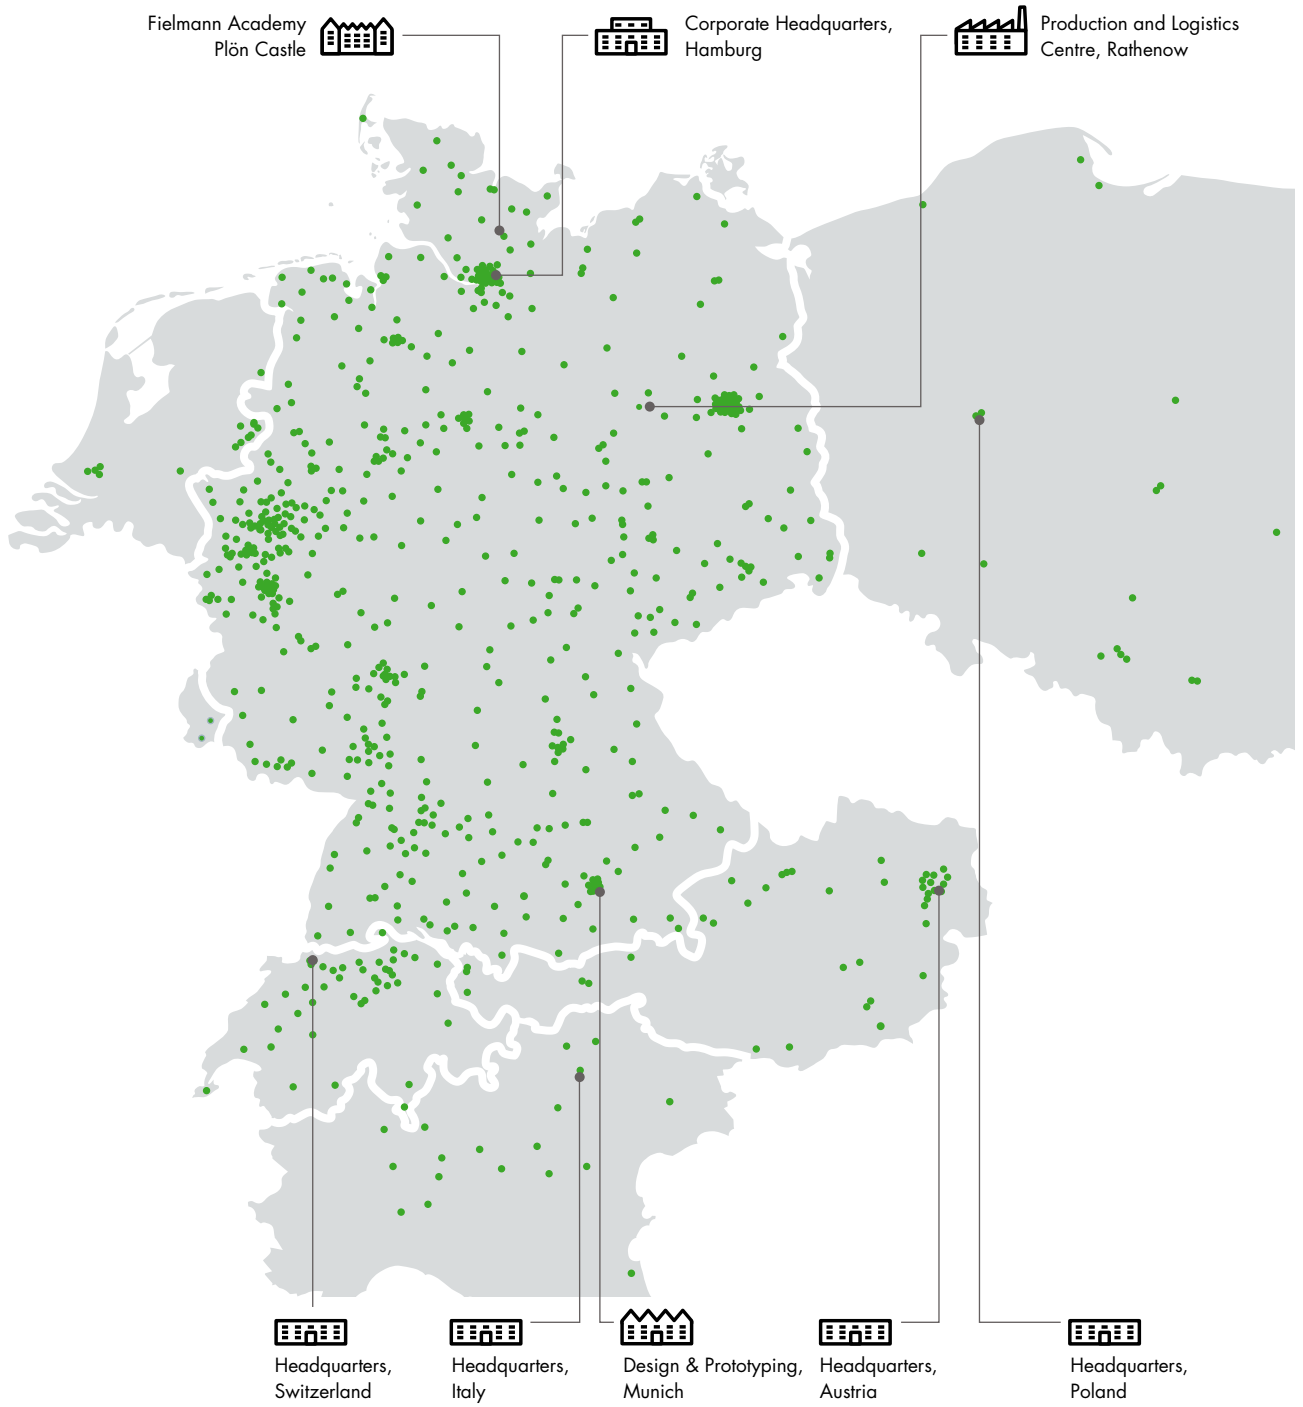 Fielmann Academy
Plön Castle
Corporate Headquarters,
Hamburg
Production and Logistics
Centre, Rathenow
Headquarters,
Switzerland
Headquarters,
Italy
Design & Prototyping,
Munich
Headquarters,
Austria
Headquarters,
Poland